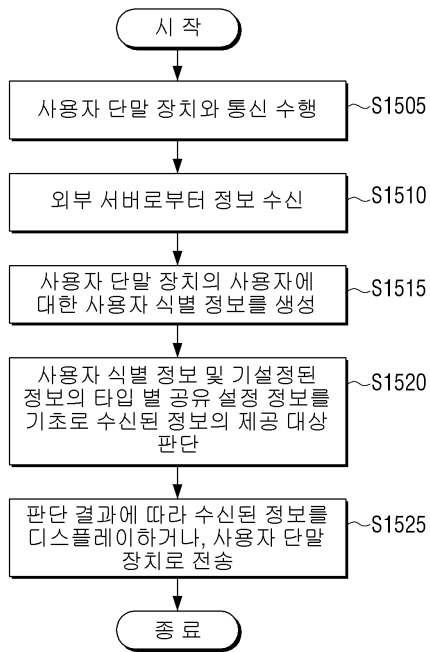 시 작
사용자 단말 장치와 통신 수행
S1505
외부 서버로부터 정보 수신
S1510
사용자 단말 장치의 사용자에
대한 사용자 식별 정보를 생성
S1515
사용자 식별 정보 및 기설정된
정보의 타입 별 공유 설정 정보를
기초로 수신된 정보의 제공 대상
판단
S1520
판단 결과에 따라 수신된 정보를
디스플레이하거나, 사용자 단말
장치로 전송
S1525
종 료